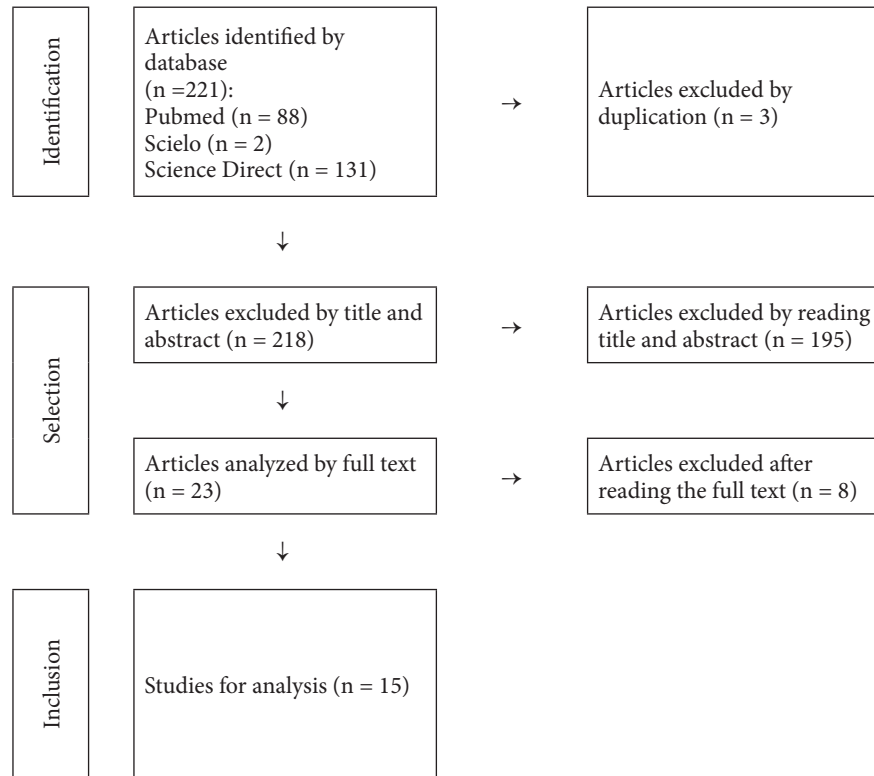 Identification
Articles identified by
database
(n =221):
Pubmed (n = 88)
Scielo (n = 2)
Science Direct (n = 131)
→
Articles excluded by
duplication (n = 3)
↓
Selection
Articles excluded by title and
abstract (n = 218)
→
Articles excluded by reading
title and abstract (n = 195)
↓
Articles analyzed by full text
(n = 23)
→
Articles excluded after
reading the full text (n = 8)
↓
Inclusion
Studies for analysis (n = 15)